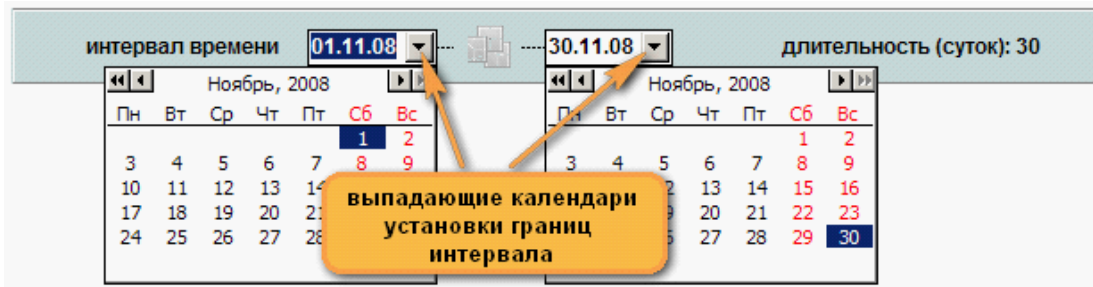 интервал времени 01.11.08 30.11.08 длительность (суток): 30
Ноябрь, 2008 Ноябрь, 2008
Пн Вт Ср Чт Пт Сб Вс Пн Вт Ср Чт Пт Сб Вс
1 2 1 2
3 4 5 6 7 8 9 3 4 5 6 7 8 9
10 11 12 13 14 13 14 15 16
17 18 19 20 21 20 21 22 23
24 25 26 27 28 27 28 29 30
выпадающие календари
установки границ
интервала